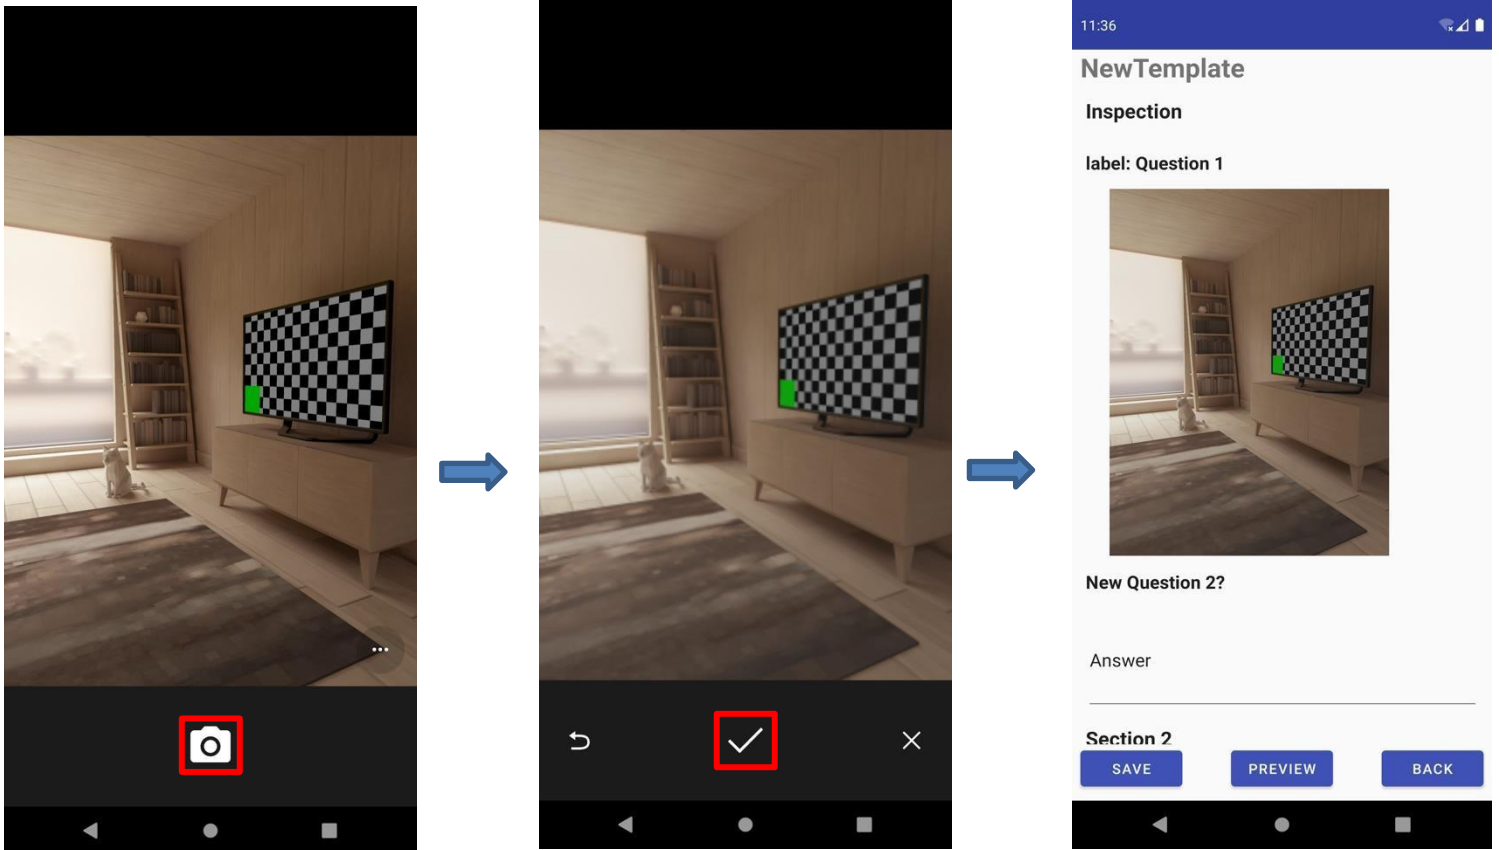 11:36
NewTemplate
Inspection
label: Question 1
New Question 2?
Answer
Section 2
SAVE
PREVIEW
BACK